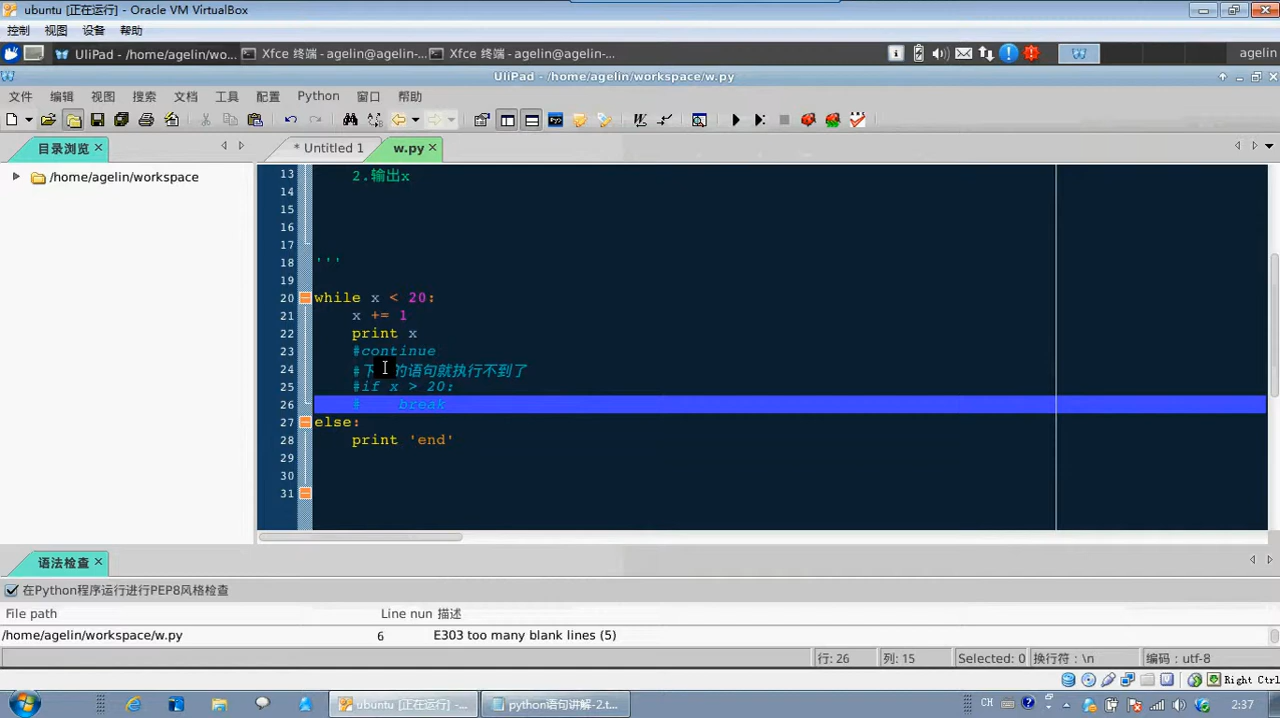 ubuntu [正在运行] - Oracle VM VirtualBox
控制 视图 设备 帮助
UliPad - /home/agelin/wo... Xfce 终端 - agelin@agelin-... Xfce 终端 - agelin@agelin-... agelin
UliPad - /home/agelin/workspace/w.py
文件 编辑 视图 搜索 文档 工具 配置 Python 窗口 帮助
目录浏览 * Untitled 1 w.py
/home/agelin/workspace
13 2.输出x
14
15
16
17
18 '''
19
20 while x < 20:
21 x += 1
22 print x
23 #continue
24 #下 的语句就执行不到了
25 #if x > 20:
26 # break
27 else:
28 print 'end'
29
30
31
语法检查
在Python程序运行进行PEP8风格检查
File path Line nun 描述
/home/agelin/workspace/w.py 6 E303 too many blank lines (5)
行: 26 列: 15 Selected: 0 换行符: \n 编码: utf-8
Right Ctrl
ubuntu [正在运行] -... python语句讲解-2.t... CH 2:37